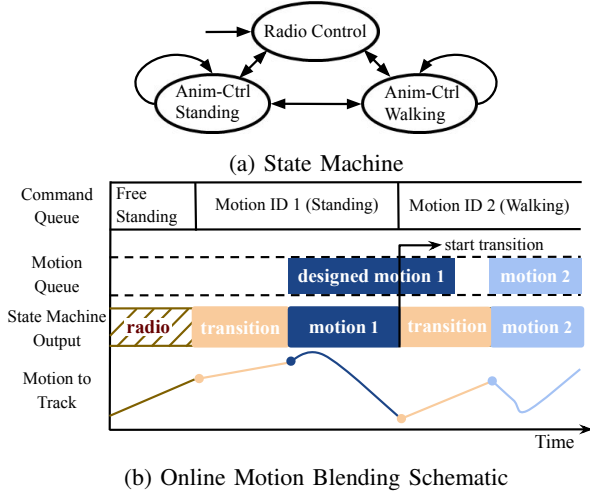 Radio Control
Anim-Ctrl
Standing
Anim-Ctrl
Walking
(a) State Machine
Command
Queue
Free
Standing
Motion ID 1 (Standing)
Motion ID 2 (Walking)
start transition
Motion
Queue
designed motion 1
motion 2
State Machine
Output
radio
transition
motion 1
transition
motion 2
Motion to
Track
Time
(b) Online Motion Blending Schematic